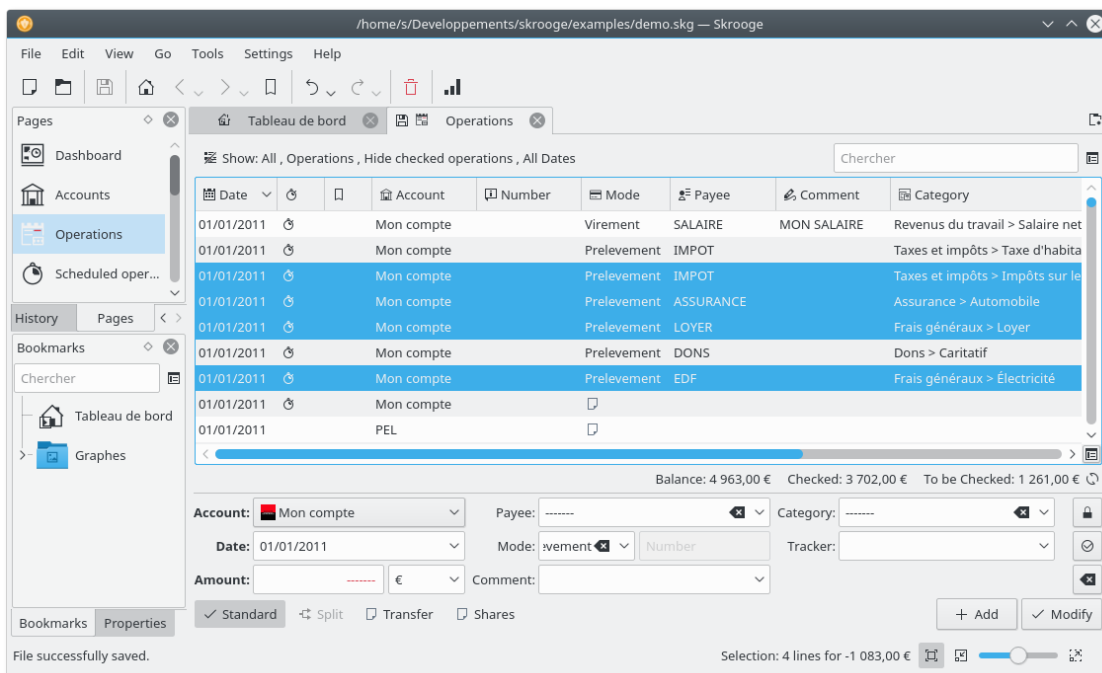 /home/s/Developpements/skrooge/examples/demo.skg — Skrooge
File Edit View Go Tools Settings Help
Pages
Dashboard
Accounts
Operations
Scheduled oper...
History Pages
Bookmarks
Chercher
Tableau de bord
Graphes
Bookmarks Properties
Tableau de bord Operations
Show: All , Operations , Hide checked operations , All Dates
Chercher
Date Account Number Mode Payee Comment Category
01/01/2011 Mon compte Virement SALAIRE MON SALAIRE Revenus du travail > Salaire net
01/01/2011 Mon compte Prelevement IMPOT Taxes et impôts > Taxe d'habita
01/01/2011 Mon compte Prelevement IMPOT Taxes et impôts > Impôts sur le
01/01/2011 Mon compte Prelevement ASSURANCE Assurance > Automobile
01/01/2011 Mon compte Prelevement LOYER Frais généraux > Loyer
01/01/2011 Mon compte Prelevement DONS Dons > Caritatif
01/01/2011 Mon compte Prelevement EDF Frais généraux > Électricité
01/01/2011 Mon compte
01/01/2011 PEL
Balance: 4 963,00 € Checked: 3 702,00 € To be Checked: 1 261,00 €
Account: Mon compte Payee: ------- Category: -------
Date: 01/01/2011 Mode: evement Number Tracker:
Amount: ------- € Comment:
Standard Split Transfer Shares Add Modify
File successfully saved. Selection: 4 lines for -1 083,00 €